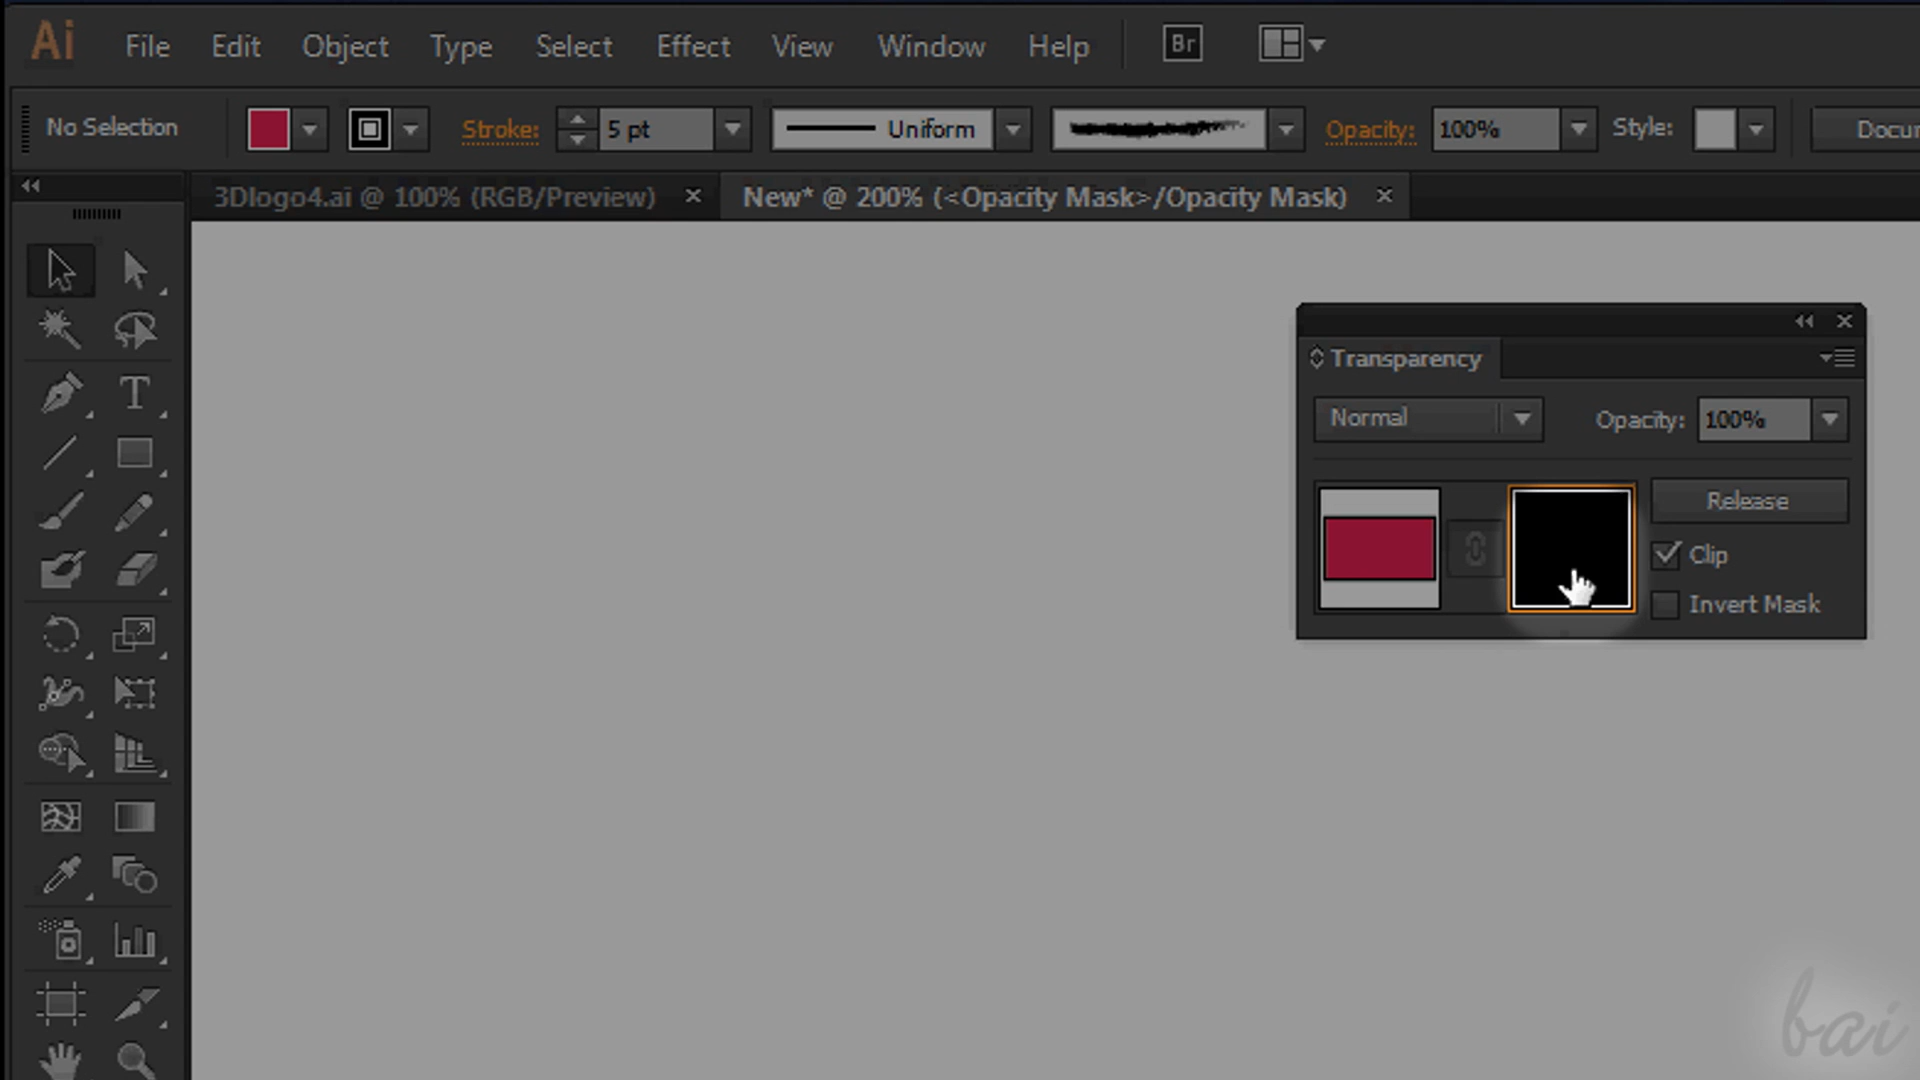 Ai File Edit Object Type Select Effect View Window Help Br
No Selection Stroke: 5 pt Uniform Opacity: 100% Style: Docum
3Dlogo4.ai @ 100% (RGB/Preview) × New* @ 200% (<Opacity Mask>/Opacity Mask) ×
Transparency
Normal Opacity: 100%
Release
Clip
Invert Mask
bai